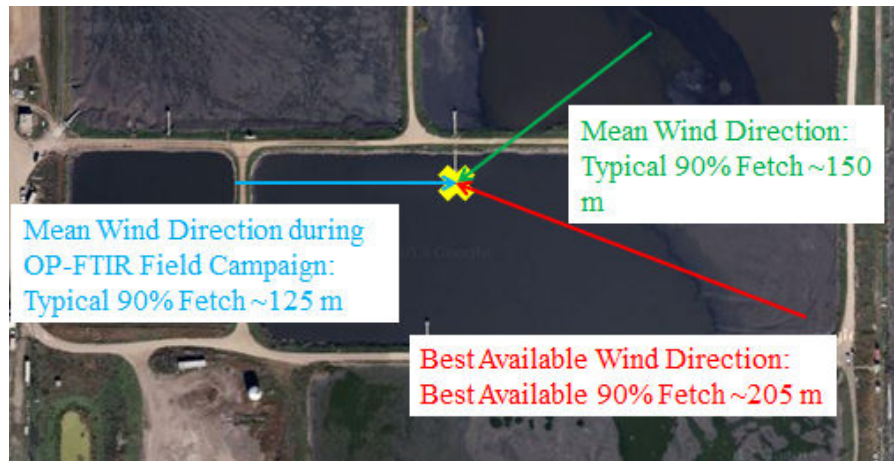 Mean Wind Direction:
Typical 90% Fetch ~150
m
Mean Wind Direction during
OP-FTIR Field Campaign:
Typical 90% Fetch ~125 m
Best Available Wind Direction:
Best Available 90% Fetch ~205 m